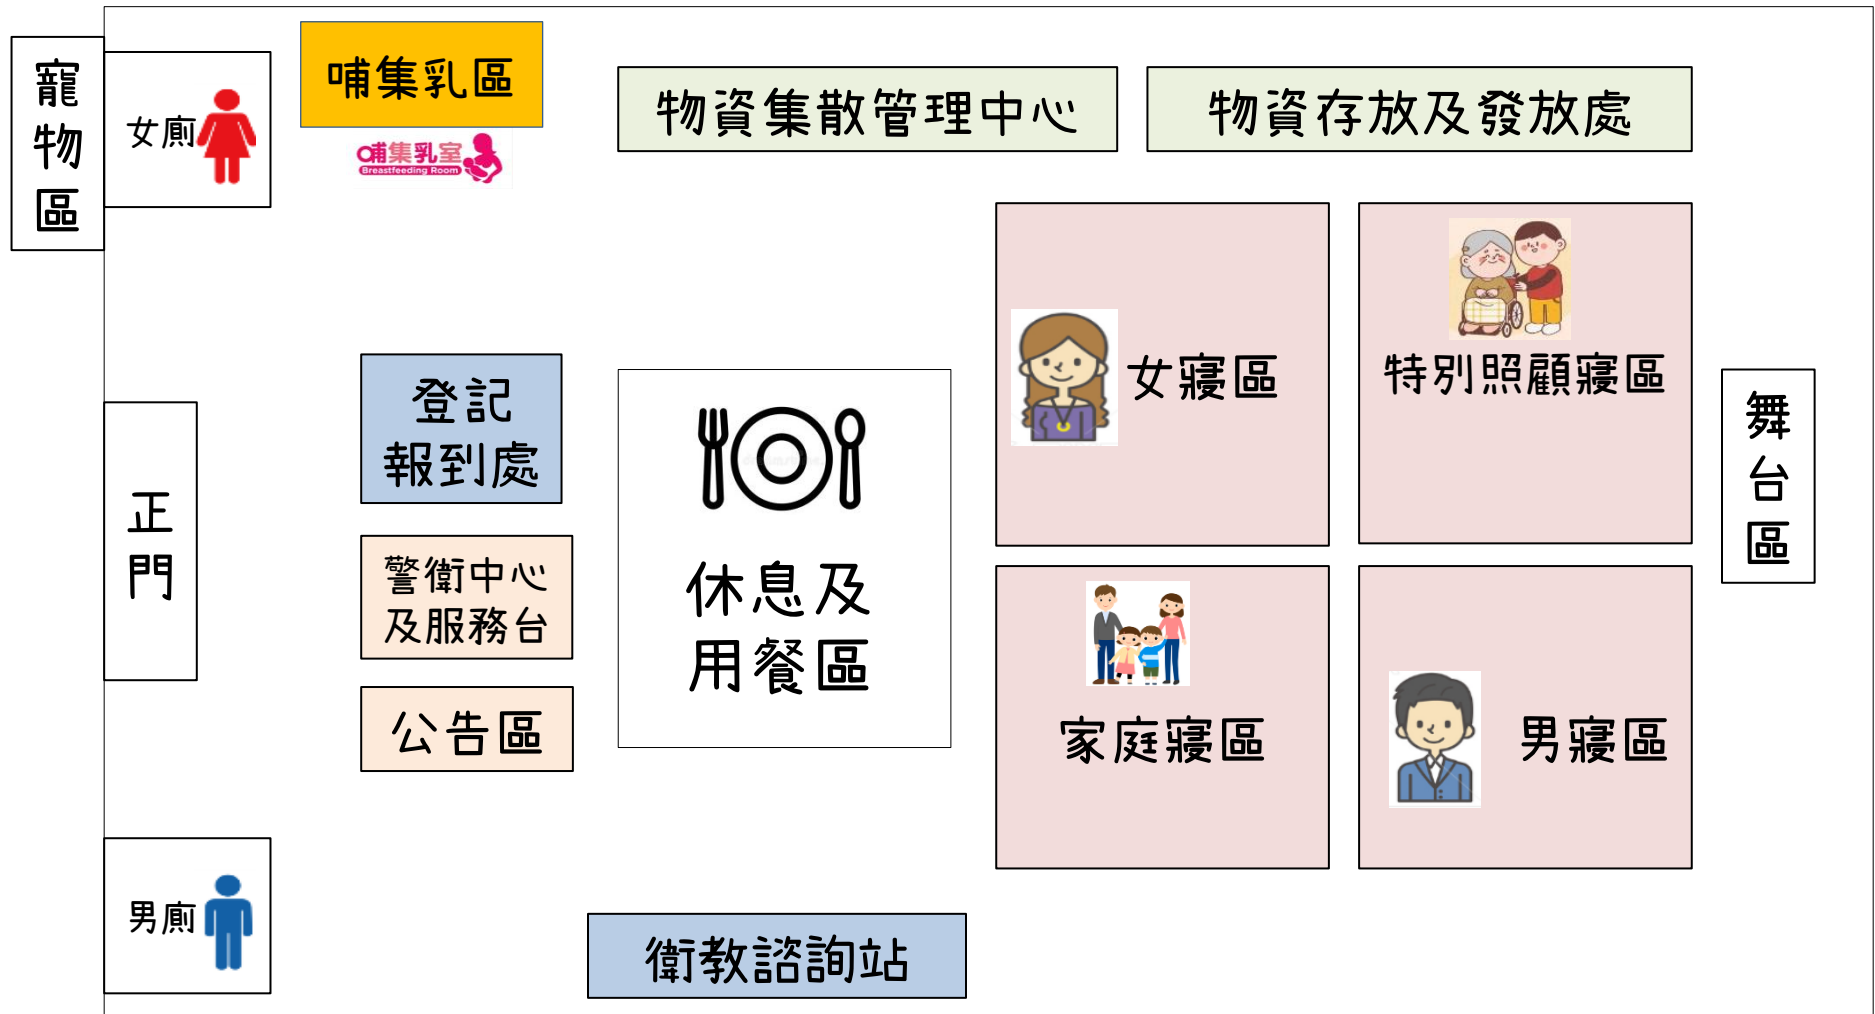 寵物區
女廁
哺集乳區
哺集乳室
Breastfeeding Room
物資集散管理中心
物資存放及發放處
登記
報到處
警衛中心
及服務台
公告區
正門
男廁
休息及
用餐區
女寢區
特別照顧寢區
家庭寢區
男寢區
舞台區
衛教諮詢站